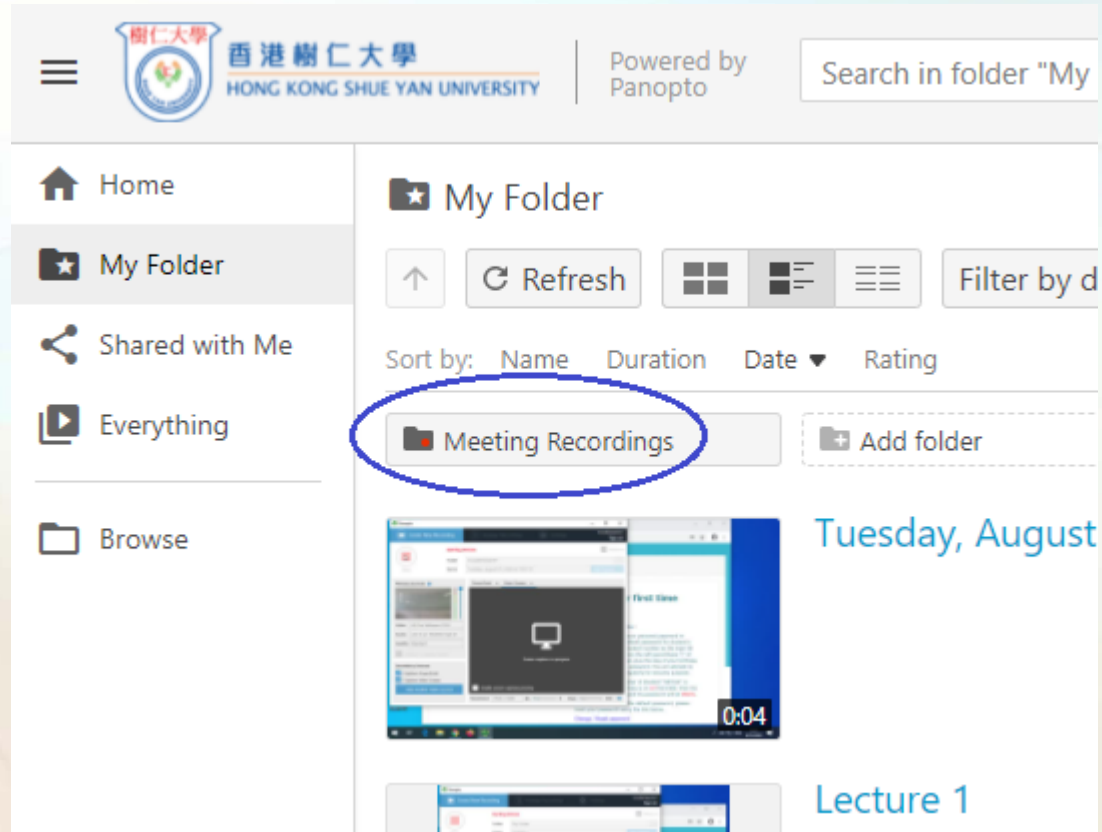 樹仁大學
香港樹仁大學
HONG KONG SHUE YAN UNIVERSITY
Powered by
Panopto
Search in folder "My
Home
My Folder
Shared with Me
Everything
Browse
My Folder
Refresh
Filter by d
Sort by: Name Duration Date Rating
Meeting Recordings
Add folder
Tuesday, August
first time
0:04
Lecture 1